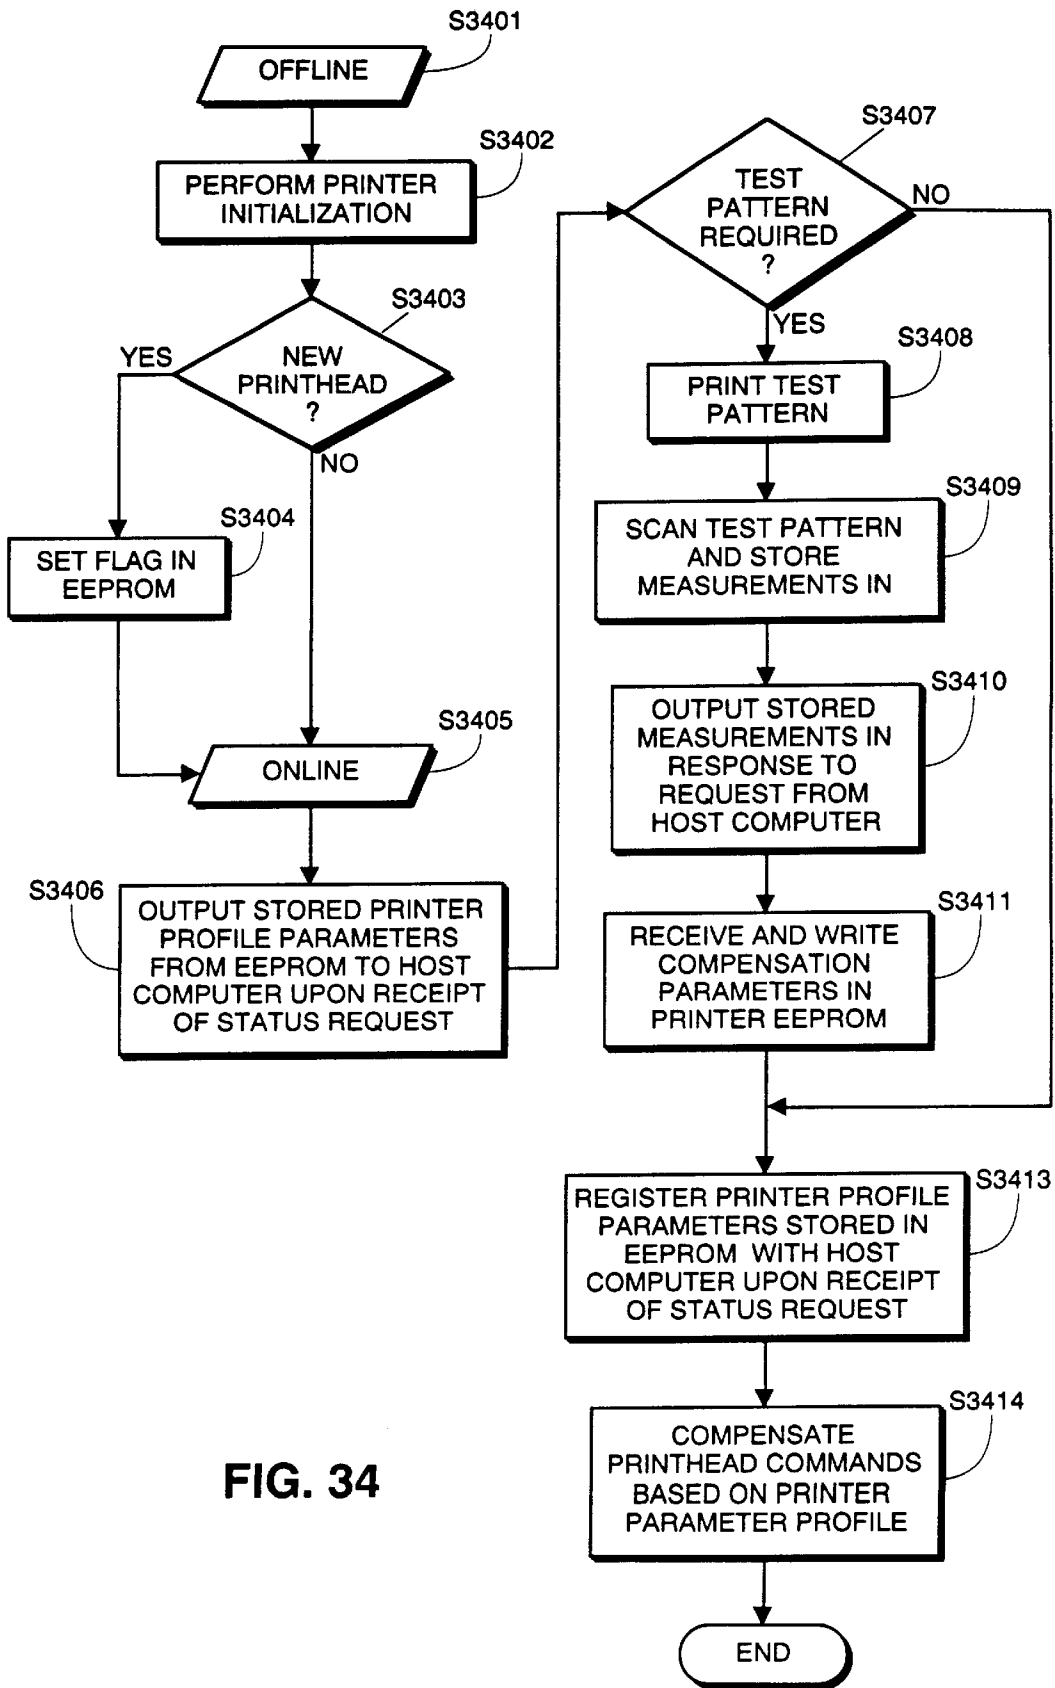 S3401
OFFLINE
S3402
PERFORM PRINTER
INITIALIZATION
S3403
NEW
PRINTHEAD
?
YES
NO
S3404
SET FLAG IN
EEPROM
S3405
ONLINE
S3406
OUTPUT STORED PRINTER
PROFILE PARAMETERS
FROM EEPROM TO HOST
COMPUTER UPON RECEIPT
OF STATUS REQUEST
S3407
TEST
PATTERN
REQUIRED
?
NO
YES
S3408
PRINT TEST
PATTERN
S3409
SCAN TEST PATTERN
AND STORE
MEASUREMENTS IN
S3410
OUTPUT STORED
MEASUREMENTS IN
RESPONSE TO
REQUEST FROM
HOST COMPUTER
S3411
RECEIVE AND WRITE
COMPENSATION
PARAMETERS IN
PRINTER EEPROM
S3413
REGISTER PRINTER PROFILE
PARAMETERS STORED IN
EEPROM WITH HOST
COMPUTER UPON RECEIPT
OF STATUS REQUEST
S3414
COMPENSATE
PRINTHEAD COMMANDS
BASED ON PRINTER
PARAMETER PROFILE
END
FIG. 34